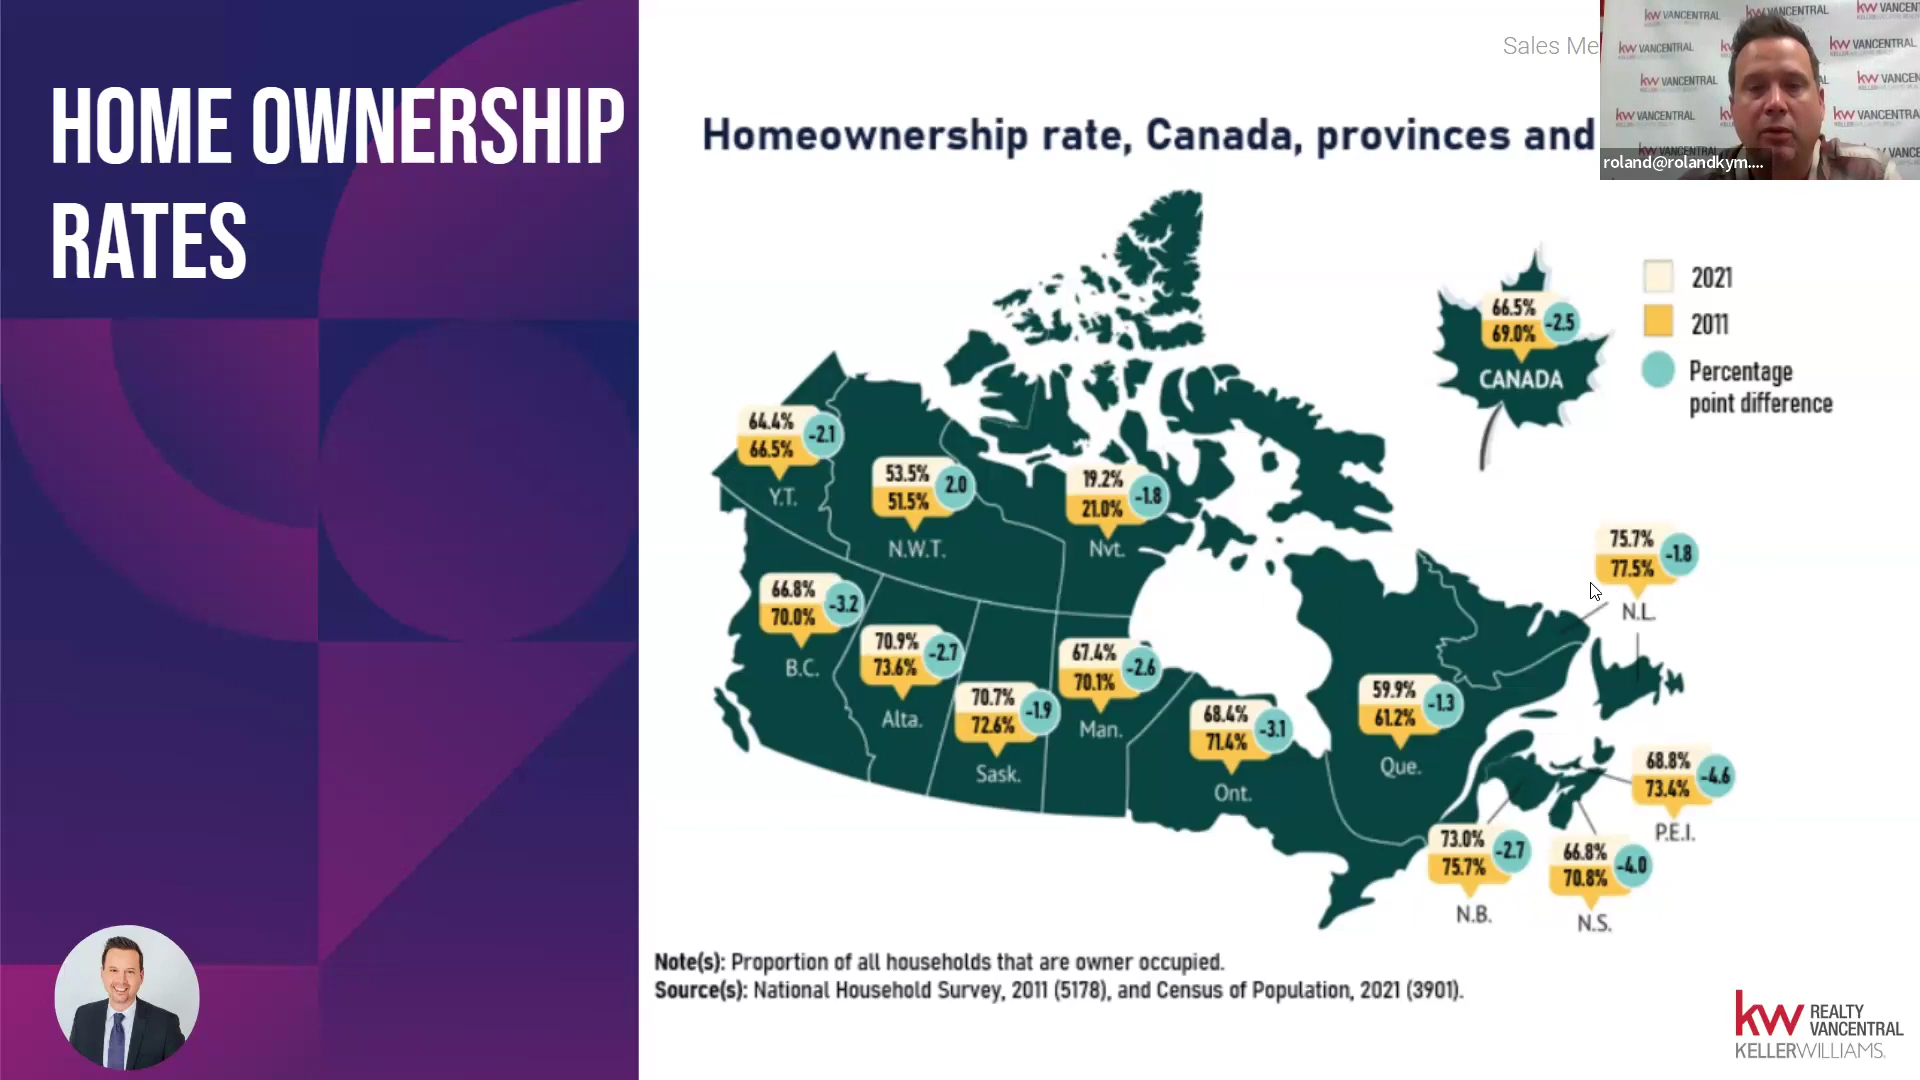 HOME OWNERSHIP
RATES
Sales Me
Homeownership rate, Canada, provinces and
kw VANCENTRAL
roland@rolandkym....
66.5%
69.0%
-2.5
CANADA
2021
2011
Percentage
point difference
64.4%
66.5%
-2.1
Y.T.
53.5%
51.5%
2.0
N.W.T.
19.2%
21.0%
-1.8
Nvt.
75.7%
77.5%
-1.8
N.L.
66.8%
70.0%
-3.2
B.C.
70.9%
73.6%
-2.7
Alta.
70.7%
72.6%
-1.9
Sask.
67.4%
70.1%
-2.6
Man.
68.4%
71.4%
-3.1
Ont.
59.9%
61.2%
-1.3
Que.
68.8%
73.4%
-4.6
P.E.I.
73.0%
75.7%
-2.7
N.B.
66.8%
70.8%
-4.0
N.S.
Note(s): Proportion of all households that are owner occupied.
Source(s): National Household Survey, 2011 (5178), and Census of Population, 2021 (3901).
kw REALTY
VANCENTRAL
KELLERWILLIAMS.